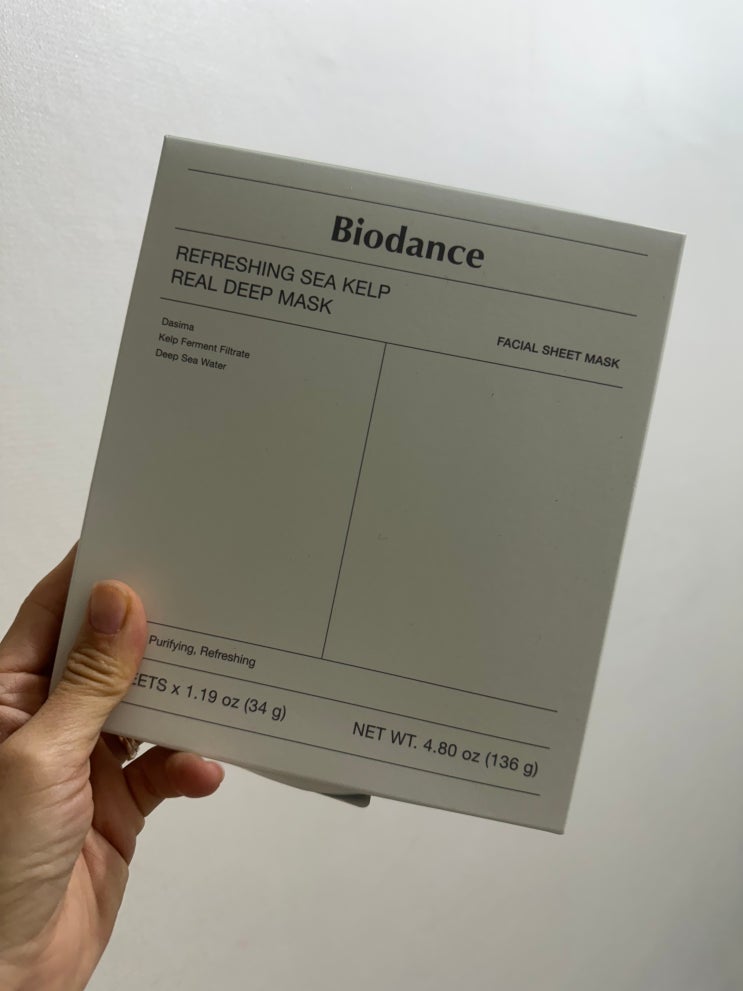 Biodance
REFRESHING SEA KELP
REAL DEEP MASK
FACIAL SHEET MASK
Dasima
Kelp Ferment Filtrate
Deep Sea Water
Purifying, Refreshing
EETS x 1.19 oz (34 g)
NET WT. 4.80 oz (136 g)